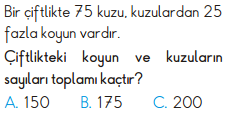 Bir çiftlikte 75 kuzu, kuzulardan 25
fazla koyun vardır.
Çiftlikteki koyun ve kuzuların
sayıları toplamı kaçtır?
A. 150 B. 175 C. 200